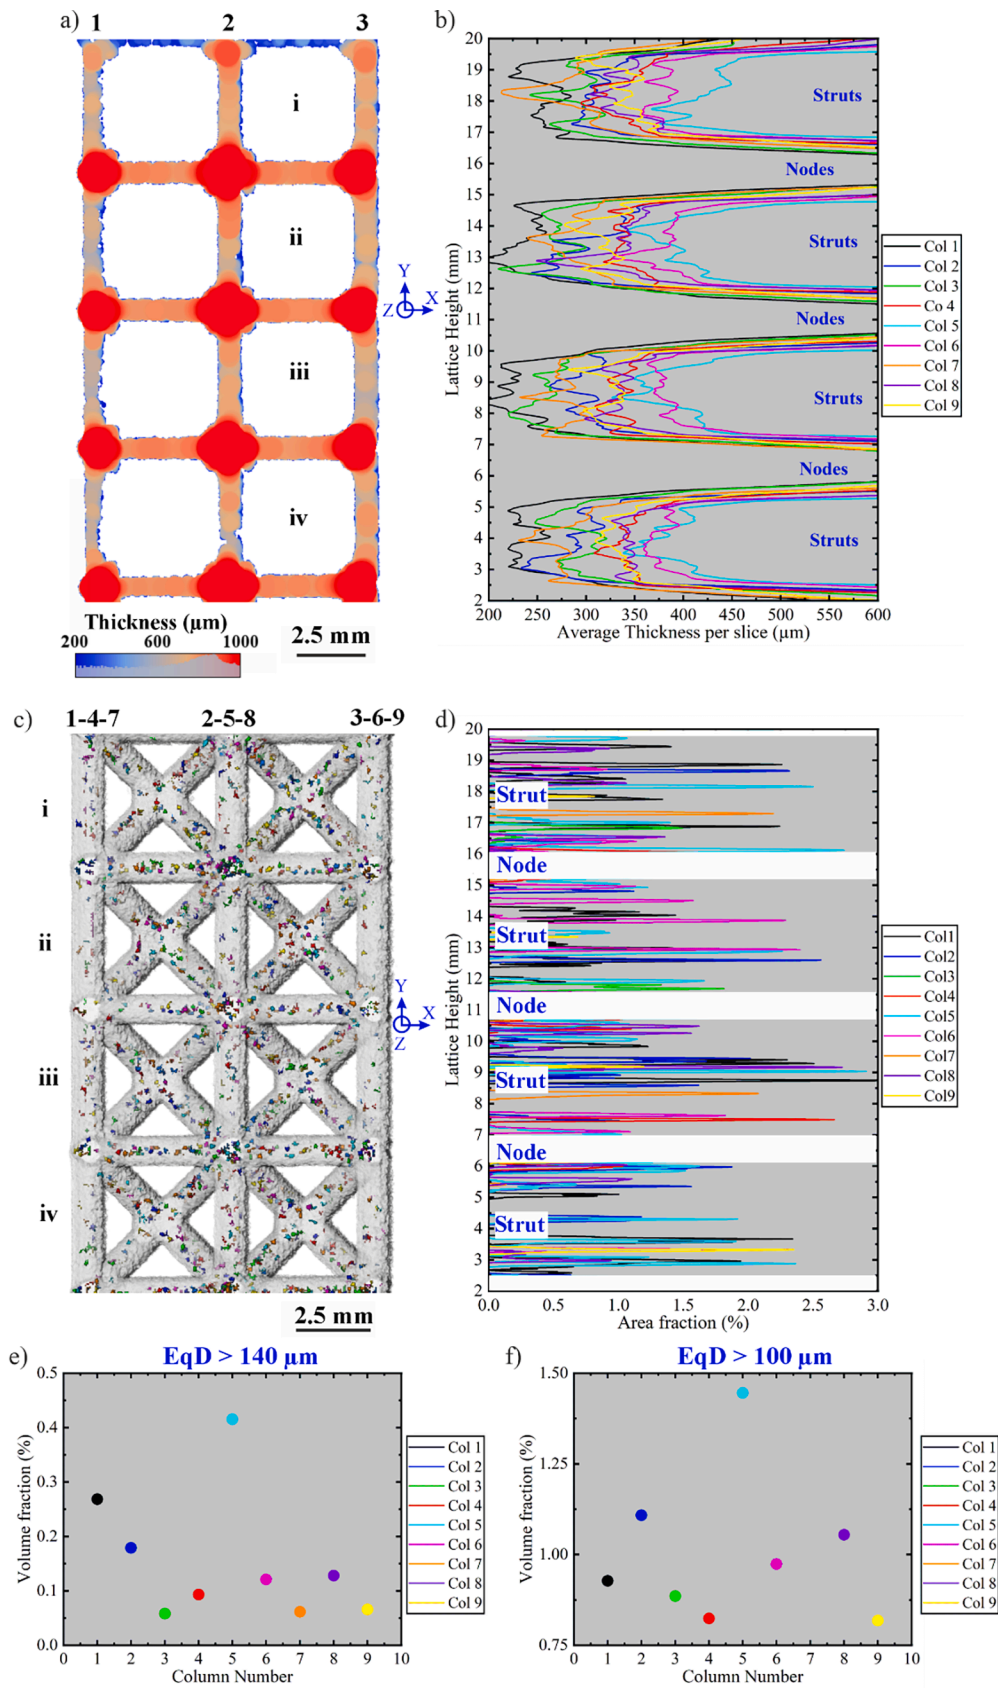 a)
1 2 3
i
ii
iii
iv
Y
Z X
Thickness (µm)
200 600 1000
2.5 mm
b)
20
19
18
17
16
15
14
13
12
11
10
9
8
7
6
5
4
3
2
Lattice Height (mm)
Struts
Nodes
Struts
Nodes
Struts
Nodes
Struts
200 250 300 350 400 450 500 550 600
Average Thickness per slice (µm)
Col 1
Col 2
Col 3
Co 4
Col 5
Col 6
Col 7
Col 8
Col 9
c)
1-4-7 2-5-8 3-6-9
i
ii
iii
iv
Y
X
Z
2.5 mm
d)
20
19
18
17
16
15
14
13
12
11
10
9
8
7
6
5
4
3
2
Lattice Height (mm)
Strut
Node
Strut
Node
Strut
Node
Strut
0.0 0.5 1.0 1.5 2.0 2.5 3.0
Area fraction (%)
Col1
Col2
Col3
Col4
Col5
Col6
Col7
Col8
Col9
e)
EqD > 140 µm
0.5
0.4
0.3
0.2
0.1
0.0
Volume fraction (%)
0 1 2 3 4 5 6 7 8 9 10
Column Number
Col 1
Col 2
Col 3
Col 4
Col 5
Col 6
Col 7
Col 8
Col 9
f)
EqD > 100 µm
1.50
1.25
1.00
0.75
Volume fraction (%)
0 1 2 3 4 5 6 7 8 9 10
Column Number
Col 1
Col 2
Col 3
Col 4
Col 5
Col 6
Col 7
Col 8
Col 9